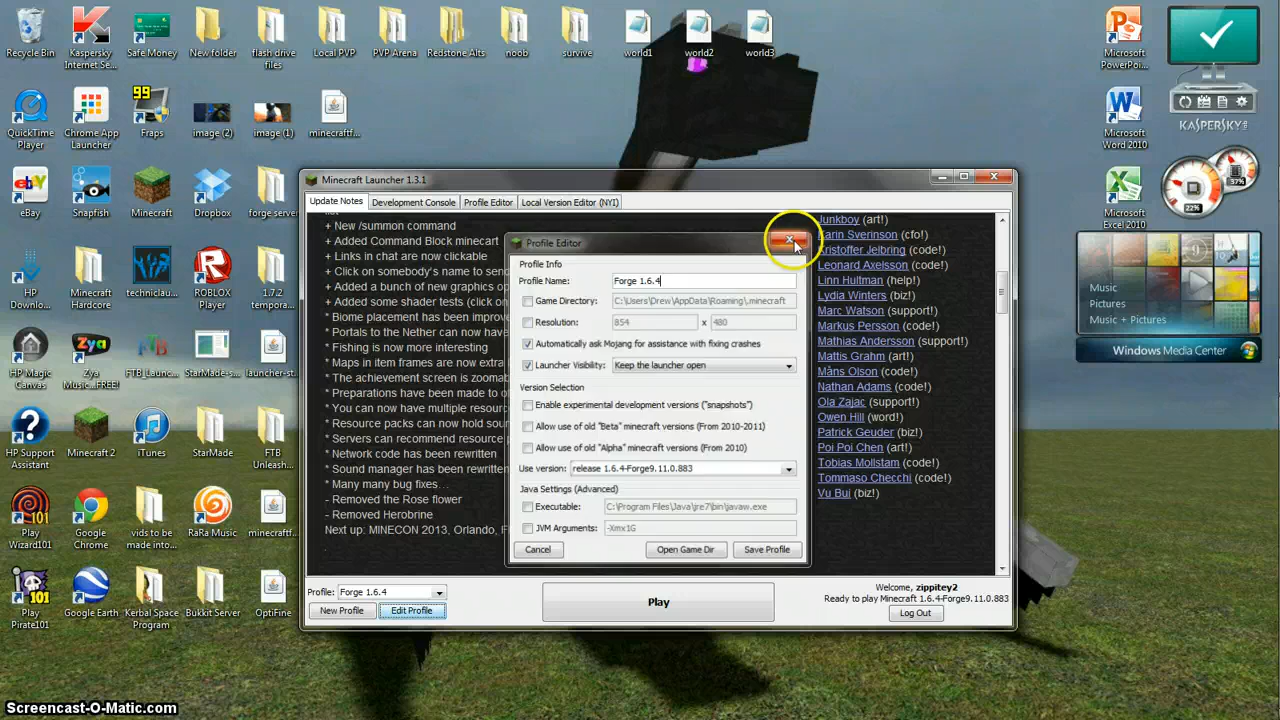 Recycle Bin
Kaspersky Internet Se...
Safe Money
New folder
flash drive files
Local PVP
PVP Arena
Redstone Alts
noob
survive
world1
world2
world3
Microsoft PowerPoi...
99
QuickTime Player
Chrome App Launcher
Fraps
image (2)
image (1)
minecraftf...
Microsoft Word 2010
KASPERSKY
eBay
Snapfish
Minecraft
Dropbox
forge server
Microsoft Excel 2010
37%
22%
HP Downlo...
Minecraft Hardcore
techniclau...
ROBLOX Player
1.7.2 tempora...
Music
Pictures
Music + Pictures
Windows Media Center
HP Magic Canvas
Zya
Zya Music...FREE!
FTB
FTB_Launc...
StarMade-s...
launcher-st...
HP Support Assistant
Minecraft 2
iTunes
StarMade
FTB Unleash...
Play Wizard101
Google Chrome
vids to be made into...
RaRa Music
Minecraft...
101
Play Pirate101
Google Earth
Kerbal Space Program
Bukkit Server
OptiFine
Minecraft Launcher 1.3.1
Update Notes
Development Console
Profile Editor
Local Version Editor (NYI)
+ New /summon command
+ Added Command Block minecart
+ Links in chat are now clickable
+ Click on somebody's name to send
+ Added a bunch of new graphics op
+ Added some shader tests (click on
* Biome placement has been improve
* Portals to the Nether can now have
* Fishing is now more interesting
* Maps in item frames are now extra
* The achievement screen is zoomab
* Preparations have been made to o
* You can now have multiple resourc
* Resource packs can now hold soun
* Servers can recommend resource p
* Network code has been rewritten
* Sound manager has been rewritten
* Many many bug fixes...
- Removed the Rose flower
- Removed Herobrine
Next up: MINECON 2013, Orlando, F
Junkboy (art!)
Karin Sverinson (cfo!)
Kristoffer Jelbring (code!)
Leonard Axelsson (code!)
Linn Hultman (help!)
Lydia Winters (biz!)
Marc Watson (support!)
Markus Persson (code!)
Mathias Andersson (support!)
Mattis Grahm (art!)
Måns Olson (code!)
Nathan Adams (code!)
Ola Zajac (support!)
Owen Hill (word!)
Patrick Geuder (biz!)
Poi Poi Chen (art!)
Tobias Mollstam (code!)
Tommaso Checchi (code!)
Vu Bui (biz!)
Profile Editor
Profile Info
Profile Name: Forge 1.6.4
Game Directory: C:\Users\Drew\AppData\Roaming\.minecraft
Resolution: 854 x 480
Automatically ask Mojang for assistance with fixing crashes
Launcher Visibility: Keep the launcher open
Version Selection
Enable experimental development versions ("snapshots")
Allow use of old "Beta" minecraft versions (From 2010-2011)
Allow use of old "Alpha" minecraft versions (From 2010)
Use version: release 1.6.4-Forge9.11.0.883
Java Settings (Advanced)
Executable: C:\Program Files\Java\jre7\bin\javaw.exe
JVM Arguments: -Xmx1G
Cancel
Open Game Dir
Save Profile
Profile: Forge 1.6.4
New Profile
Edit Profile
Play
Welcome, zippitey2
Ready to play Minecraft 1.6.4-Forge9.11.0.883
Log Out
Screencast-O-Matic.com